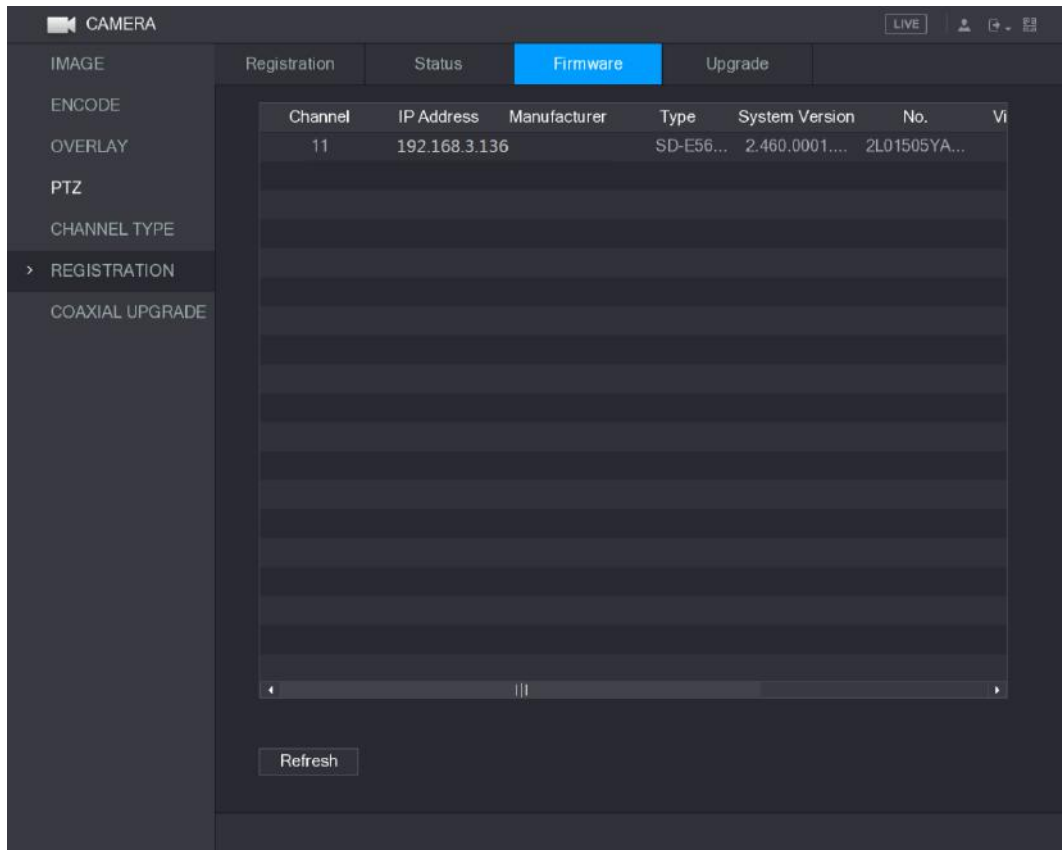 CAMERA LIVE
IMAGE
ENCODE
OVERLAY
PTZ
CHANNEL TYPE
REGISTRATION
COAXIAL UPGRADE
Registration Status Firmware Upgrade
Channel IP Address Manufacturer Type System Version No. Vi
11 192.168.3.136 SD-E56... 2.460.0001.... 2L01505YA...
Refresh